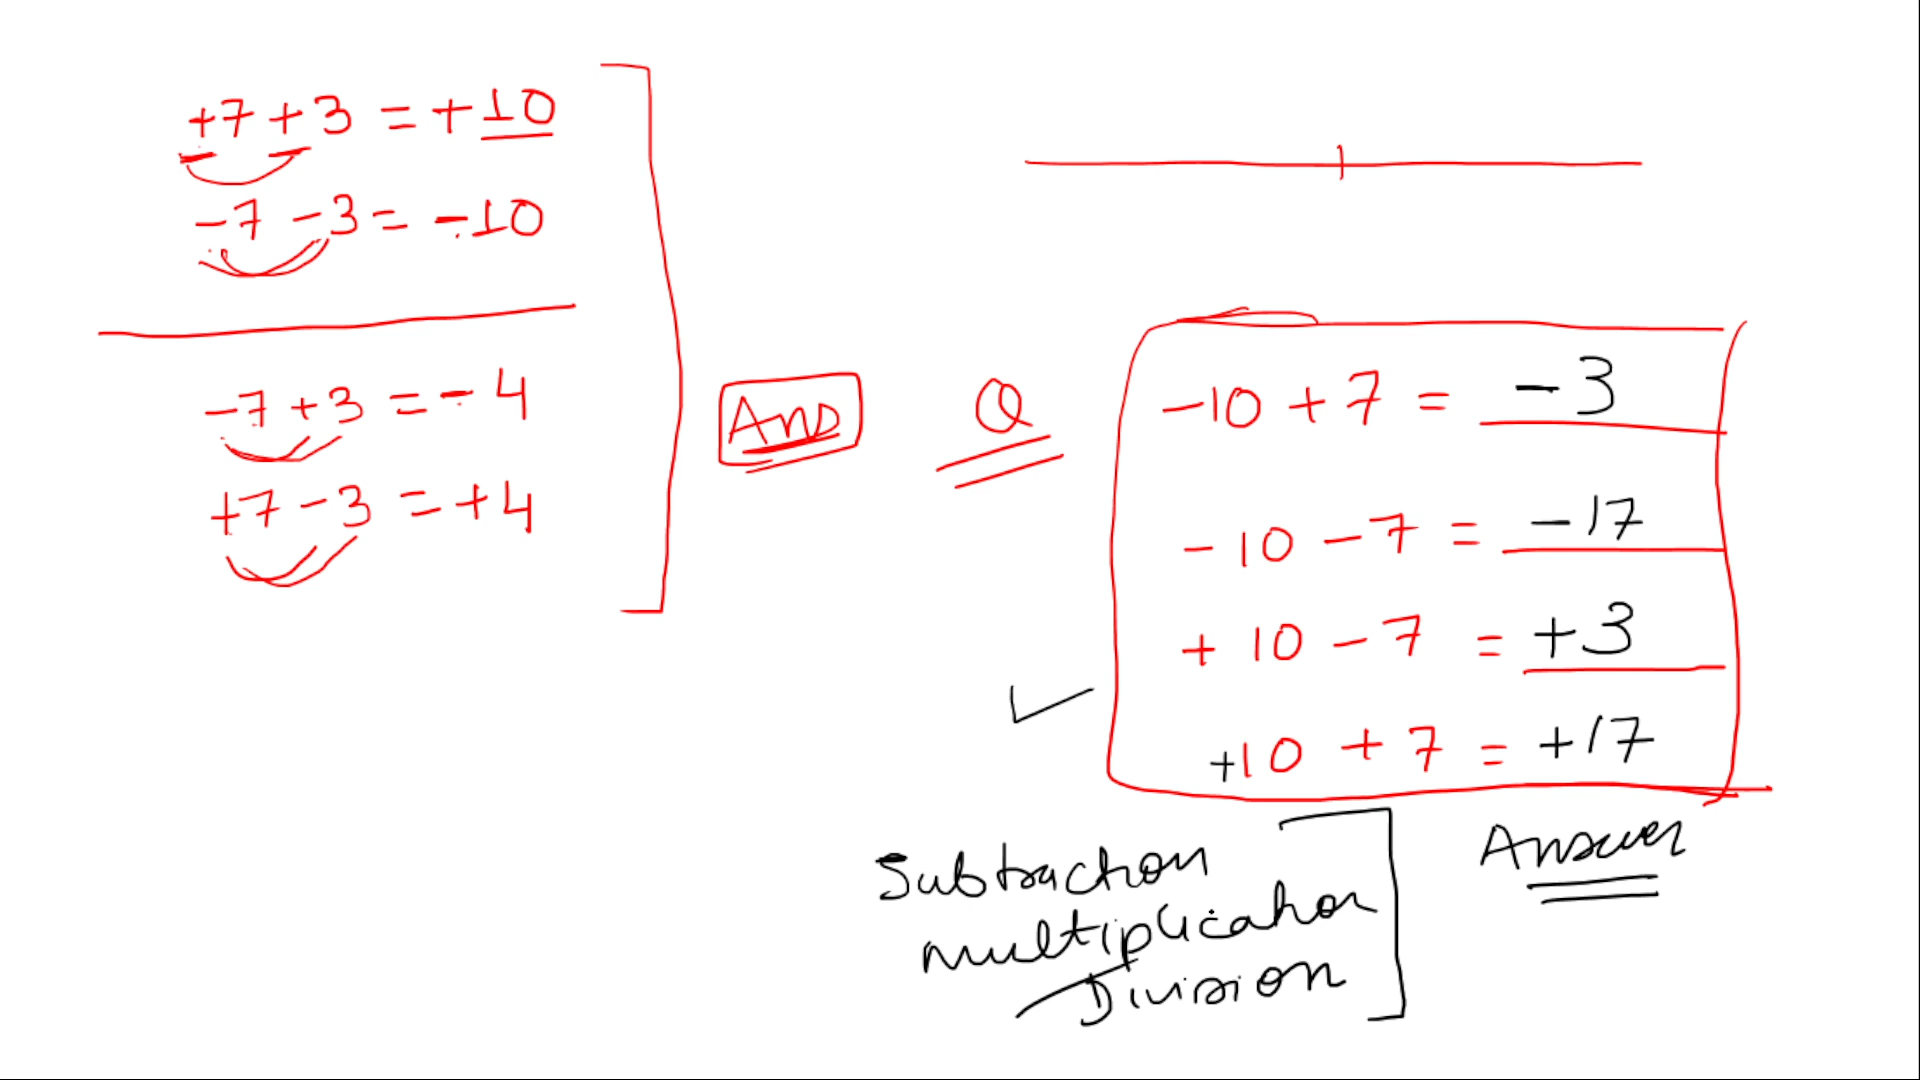 +7 +3 = +10
-7 -3 = -10
-7 +3 = -4
+7 -3 = +4
Ans
Q
-10 +7 = -3
-10 -7 = -17
+10 -7 = +3
+10 +7 = +17
Answer
Subtraction
multiplication
Division